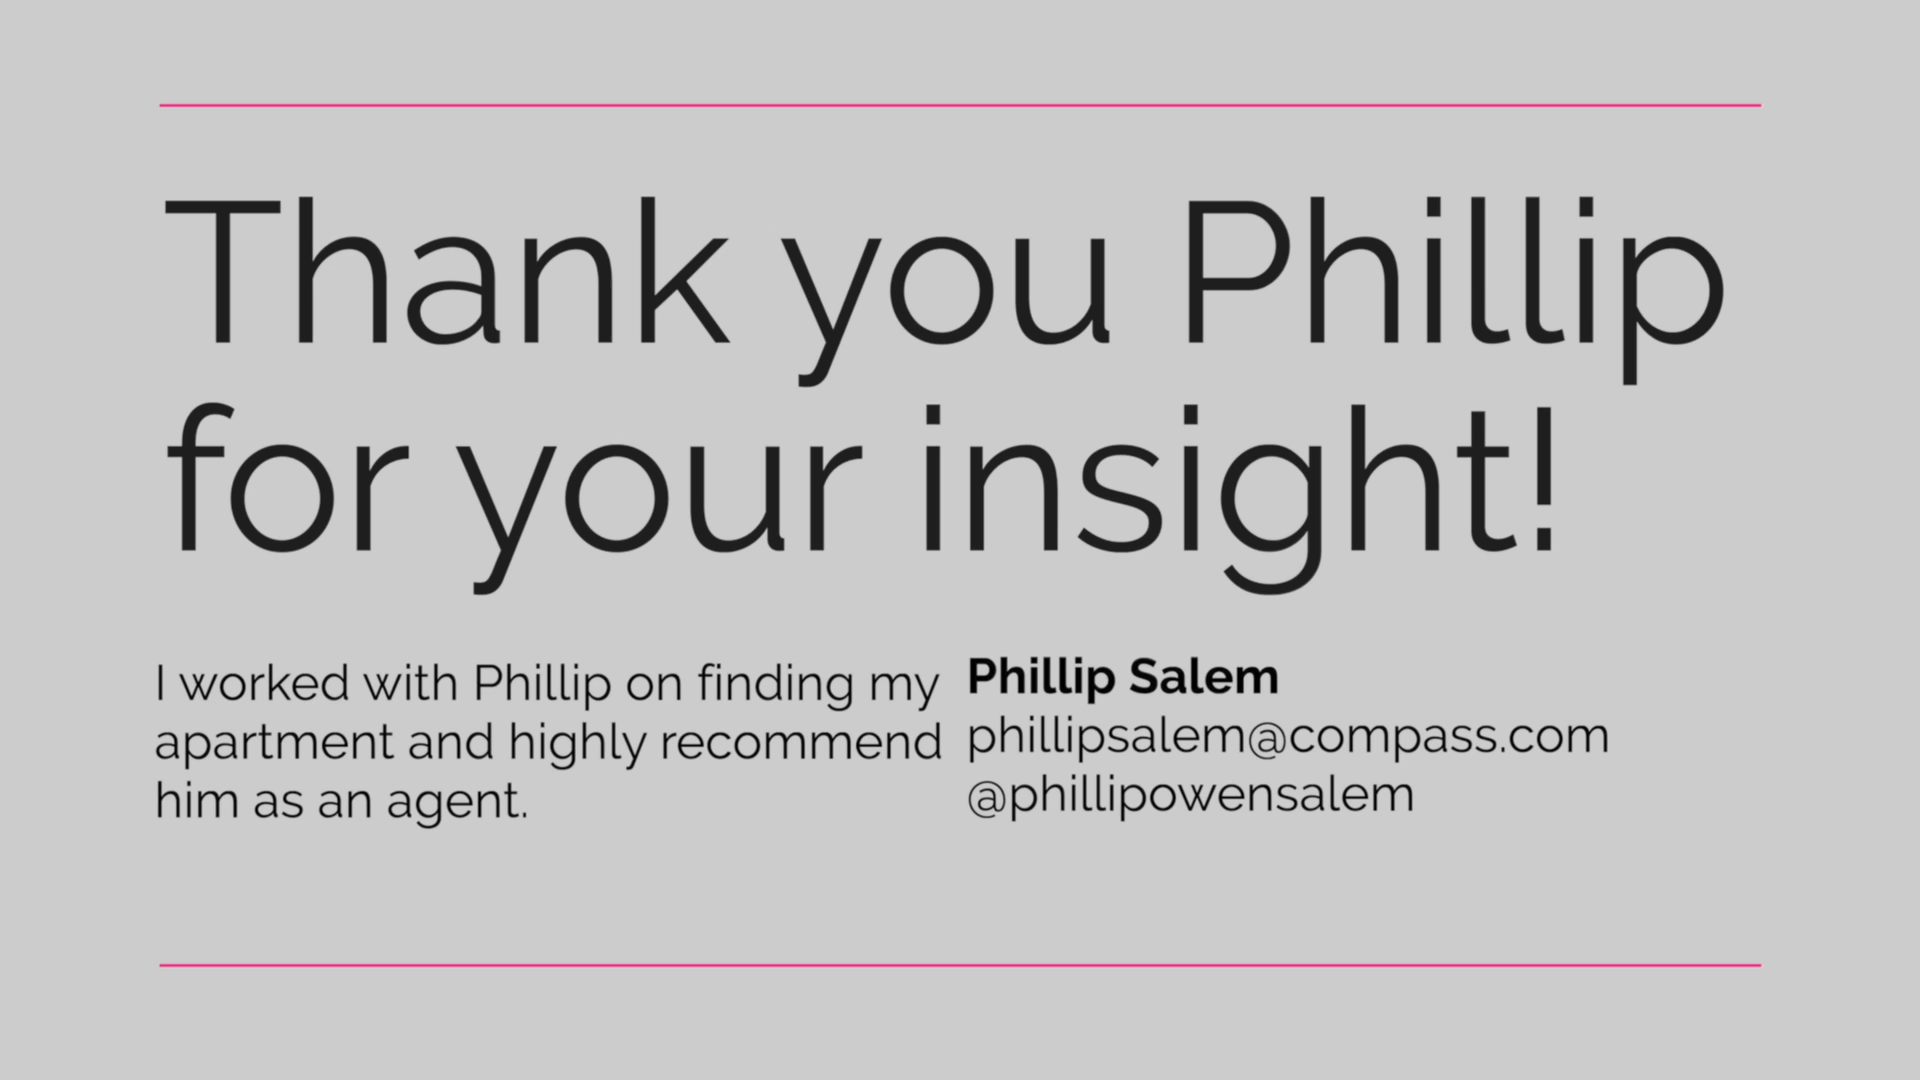 Thank you Phillip
for your insight!
I worked with Phillip on finding my
apartment and highly recommend
him as an agent.
Phillip Salem
phillipsalem@compass.com
@phillipowensalem